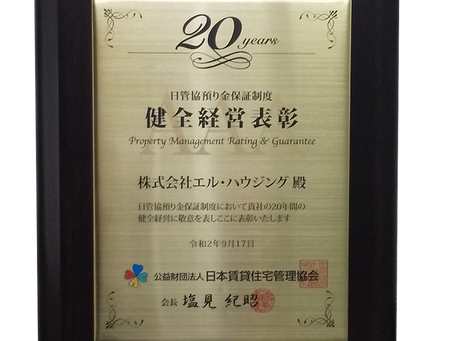 20 years
日管協預り金保証制度
健全経営表彰
Property Management Rating & Guarantee
株式会社エル・ハウジング 殿
日管協預り金保証制度において貴社の20年間の
健全経営に敬意を表しここに表彰いたします
令和2年9月17日
公益財団法人 日本賃貸住宅管理協会
会長 塩見 紀昭